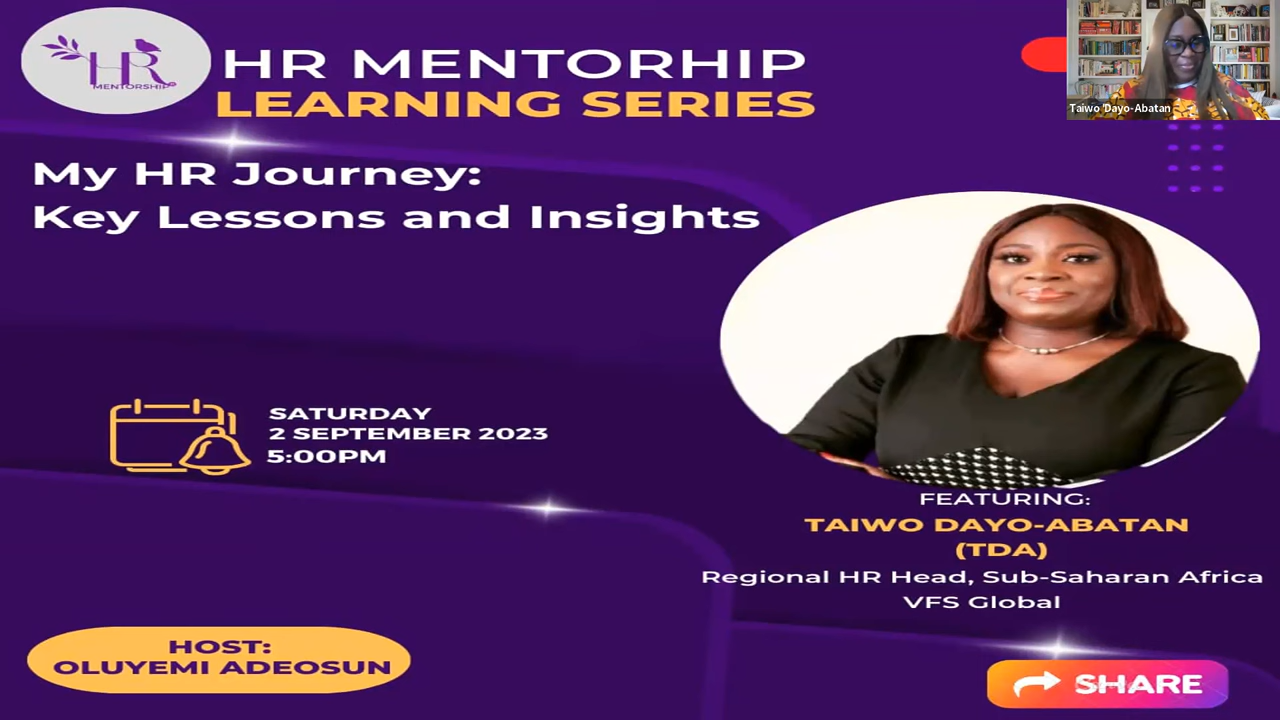 HR
MENTORSHIP
HR MENTORHIP
LEARNING SERIES
Taiwo 'Dayo-Abatan
My HR Journey:
Key Lessons and Insights
SATURDAY
2 SEPTEMBER 2023
5:00PM
FEATURING:
TAIWO DAYO-ABATAN
(TDA)
Regional HR Head, Sub-Saharan Africa
VFS Global
HOST:
OLUYEMI ADEOSUN
SHARE